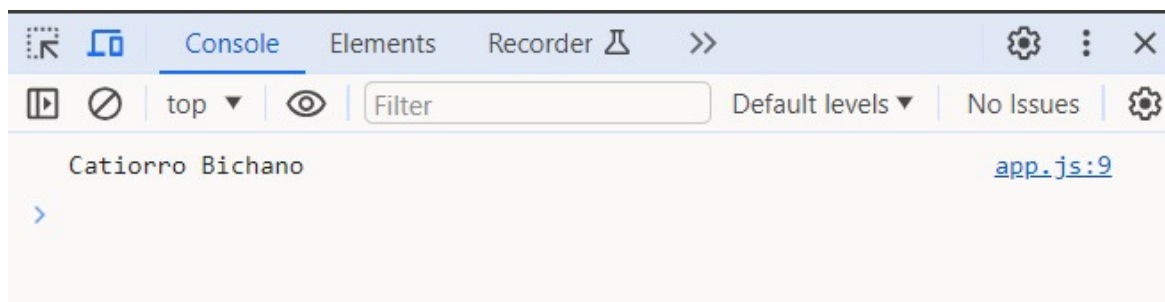 Console Elements Recorder
top Filter Default levels No Issues
Catiorro Bichano app.js:9